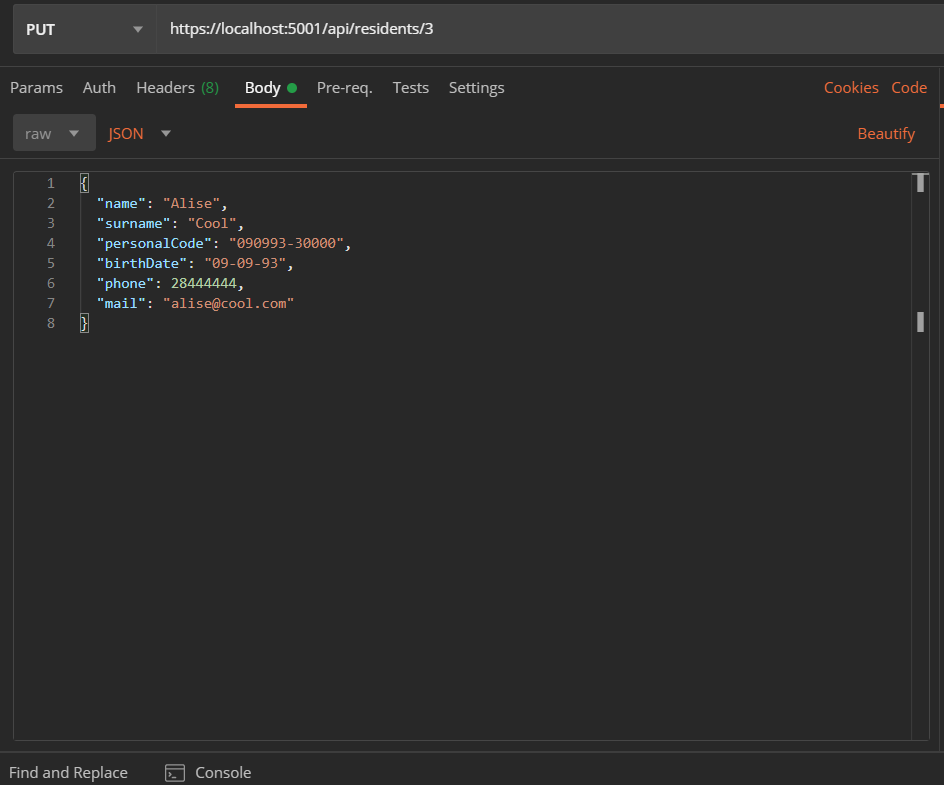 PUT https://localhost:5001/api/residents/3
Params Auth Headers (8) Body Pre-req. Tests Settings Cookies Code
raw JSON Beautify
1 {
2 "name": "Alise",
3 "surname": "Cool",
4 "personalCode": "090993-30000",
5 "birthDate": "09-09-93",
6 "phone": 28444444,
7 "mail": "alise@cool.com"
8 }
Find and Replace Console